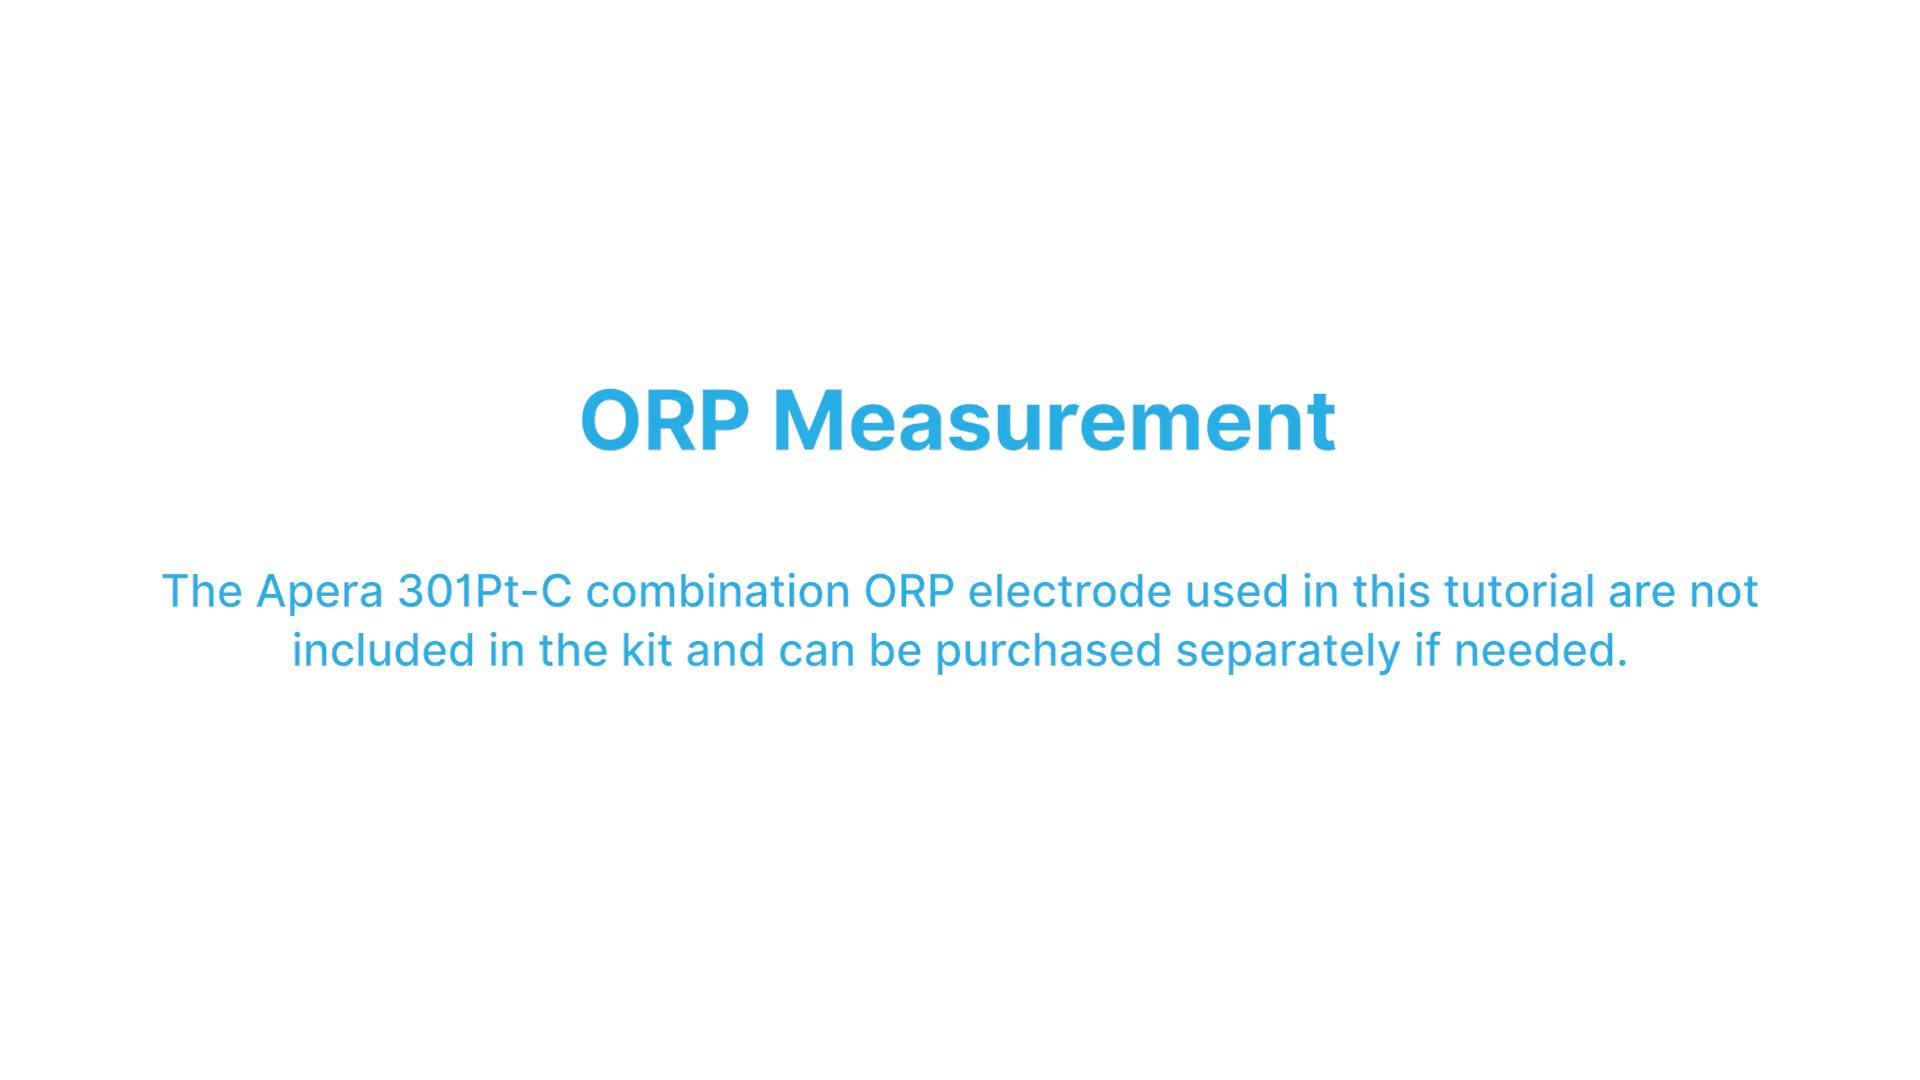 ORP Measurement
The Apera 301Pt-C combination ORP electrode used in this tutorial are not
included in the kit and can be purchased separately if needed.